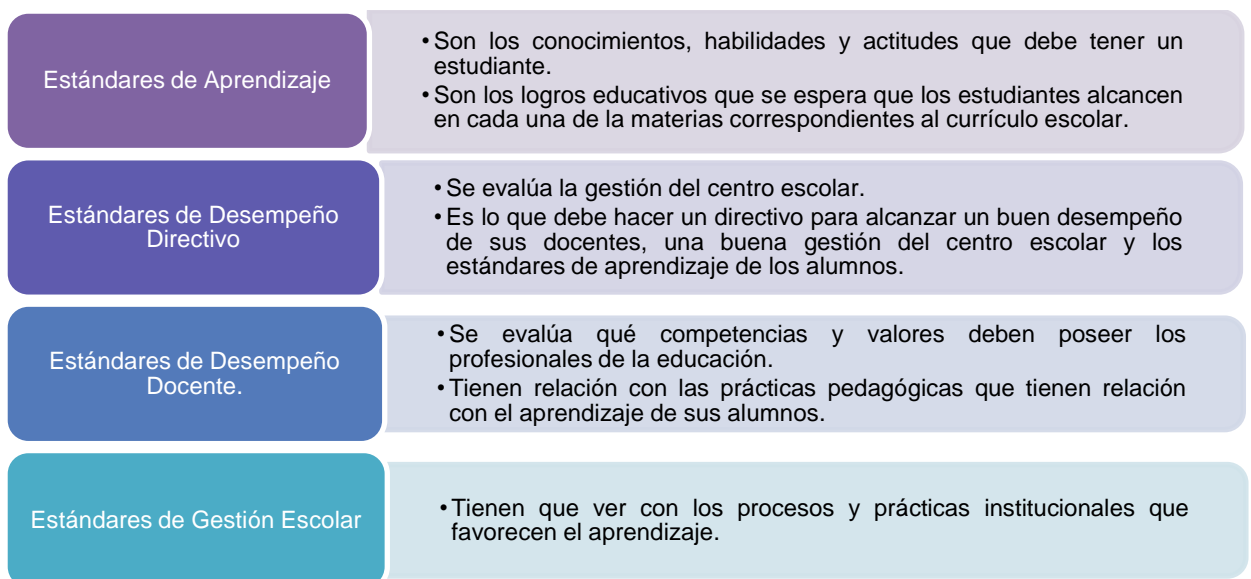 Estándares de Aprendizaje
• Son los conocimientos, habilidades y actitudes que debe tener un
estudiante.
• Son los logros educativos que se espera que los estudiantes alcancen
en cada una de la materias correspondientes al currículo escolar.
Estándares de Desempeño
Directivo
• Se evalúa la gestión del centro escolar.
• Es lo que debe hacer un directivo para alcanzar un buen desempeño
de sus docentes, una buena gestión del centro escolar y los
estándares de aprendizaje de los alumnos.
Estándares de Desempeño
Docente.
• Se evalúa qué competencias y valores deben poseer los
profesionales de la educación.
• Tienen relación con las prácticas pedagógicas que tienen relación
con el aprendizaje de sus alumnos.
Estándares de Gestión Escolar
• Tienen que ver con los procesos y prácticas institucionales que
favorecen el aprendizaje.